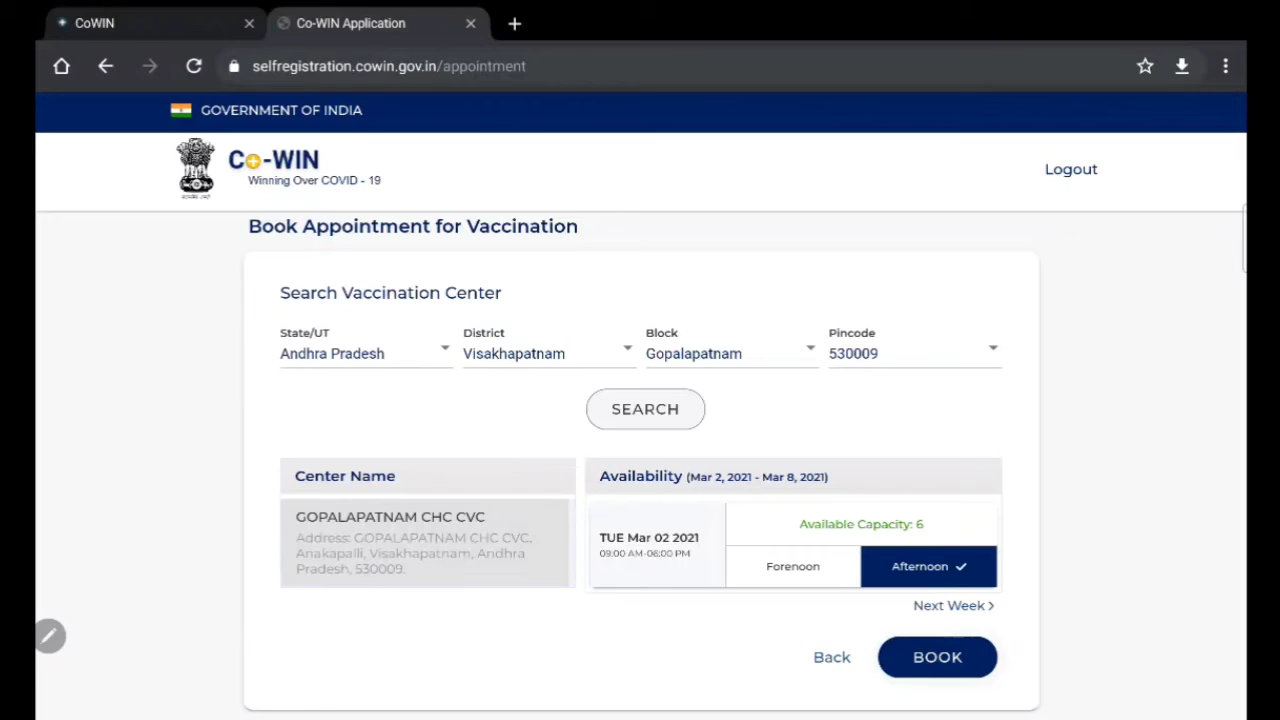 CoWIN
Co-WIN Application
selfregistration.cowin.gov.in/appointment
GOVERNMENT OF INDIA
Co-WIN
Winning Over COVID - 19
Logout
Book Appointment for Vaccination
Search Vaccination Center
State/UT District Block Pincode
Andhra Pradesh Visakhapatnam Gopalapatnam 530009
SEARCH
Center Name
Availability (Mar 2, 2021 - Mar 8, 2021)
GOPALAPATNAM CHC CVC
Address: GOPALAPATNAM CHC CVC,
Anakapalli, Visakhapatnam, Andhra
Pradesh, 530009.
TUE Mar 02 2021
09:00 AM-06:00 PM
Available Capacity: 6
Forenoon Afternoon
Next Week
Back BOOK